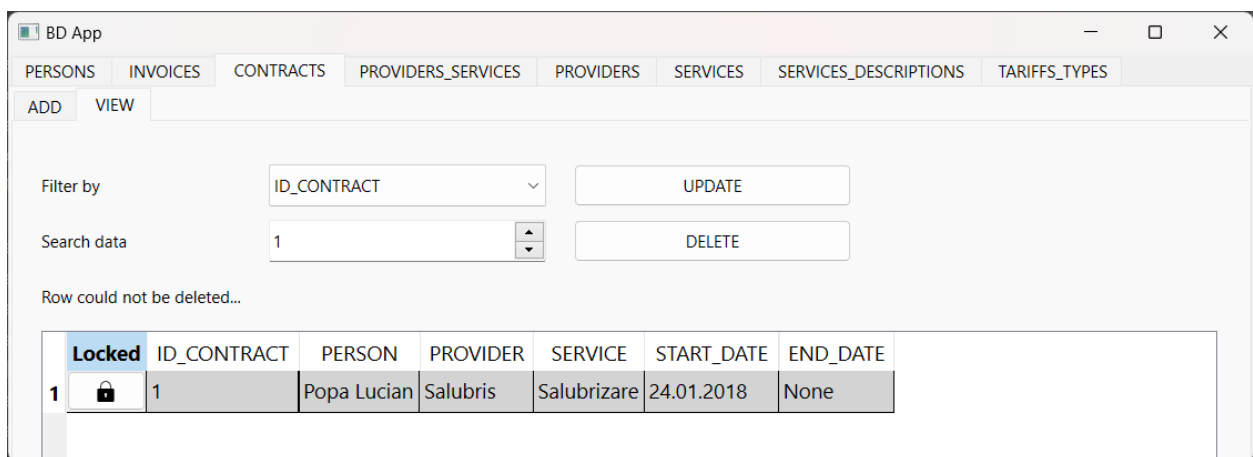 BD App
PERSONS INVOICES CONTRACTS PROVIDERS_SERVICES PROVIDERS SERVICES SERVICES_DESCRIPTIONS TARIFFS_TYPES
ADD VIEW
Filter by ID_CONTRACT UPDATE
Search data 1 DELETE
Row could not be deleted...
Locked ID_CONTRACT PERSON PROVIDER SERVICE START_DATE END_DATE
1 1 Popa Lucian Salubris Salubrizare 24.01.2018 None